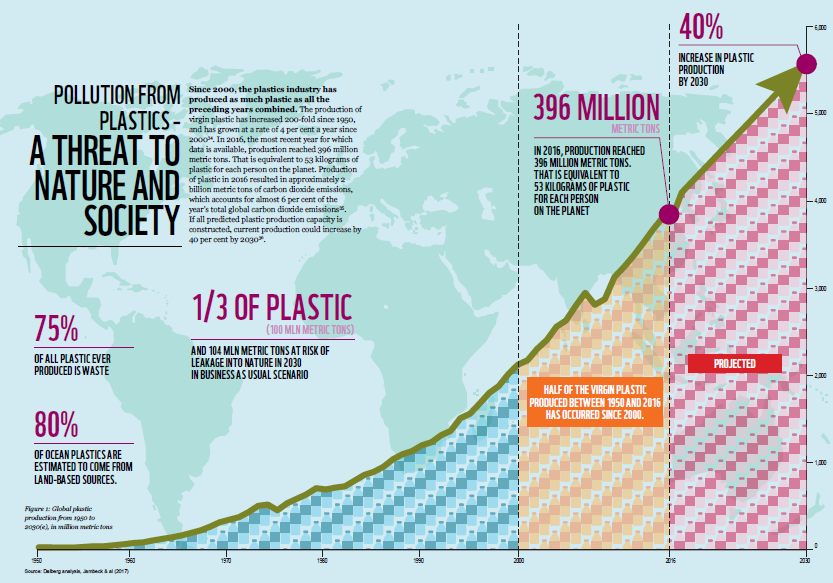 POLLUTION FROM
PLASTICS –
A THREAT TO
NATURE AND
SOCIETY
Since 2000, the plastics industry has
produced as much plastic as all the
preceding years combined. The production of
virgin plastic has increased 200-fold since 1950,
and has grown at a rate of 4 per cent a year since
2000³⁴. In 2016, the most recent year for which
data is available, production reached 396 million
metric tons. That is equivalent to 53 kilograms of
plastic for each person on the planet. Production
of plastic in 2016 resulted in approximately 2
billion metric tons of carbon dioxide emissions,
which accounts for almost 6 per cent of the
year's total global carbon dioxide emissions³⁵.
If all predicted plastic production capacity is
constructed, current production could increase by
40 per cent by 2030³⁶.
75%
OF ALL PLASTIC EVER
PRODUCED IS WASTE
80%
OF OCEAN PLASTICS ARE
ESTIMATED TO COME FROM
LAND-BASED SOURCES.
1/3 OF PLASTIC
(100 MLN METRIC TONS)
AND 104 MLN METRIC TONS AT RISK OF
LEAKAGE INTO NATURE IN 2030
IN BUSINESS AS USUAL SCENARIO
396 MILLION
METRIC TONS
IN 2016, PRODUCTION REACHED
396 MILLION METRIC TONS.
THAT IS EQUIVALENT TO
53 KILOGRAMS OF PLASTIC
FOR EACH PERSON
ON THE PLANET
40%
INCREASE IN PLASTIC
PRODUCTION
BY 2030
HALF OF THE VIRGIN PLASTIC
PRODUCED BETWEEN 1950 AND 2016
HAS OCCURRED SINCE 2000.
PROJECTED
6,000
5,000
4,000
3,000
2,000
1,000
0
Figure 1: Global plastic
production from 1950 to
2030(e), in million metric tons
1950
1960
1970
1980
1990
2000
2016
2030
Source: Dalberg analysis, Jambeck & al (2017)